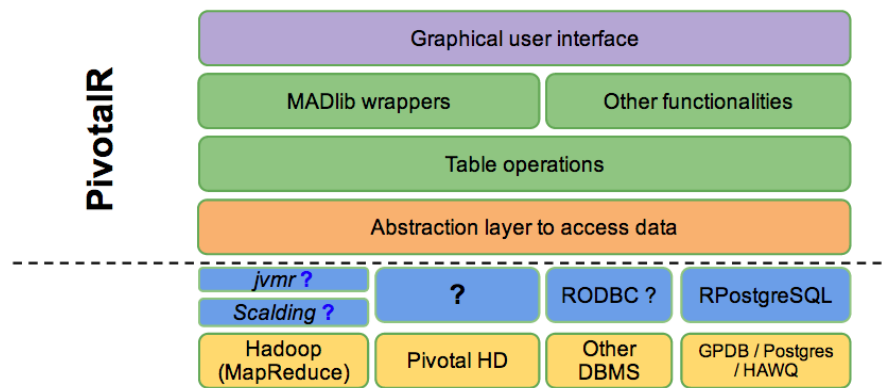 PivotalR
Graphical user interface
MADlib wrappers
Other functionalities
Table operations
Abstraction layer to access data
jvmr ?
Scalding ?
?
RODBC ?
RPostgreSQL
Hadoop
(MapReduce)
Pivotal HD
Other
DBMS
GPDB / Postgres
/ HAWQ